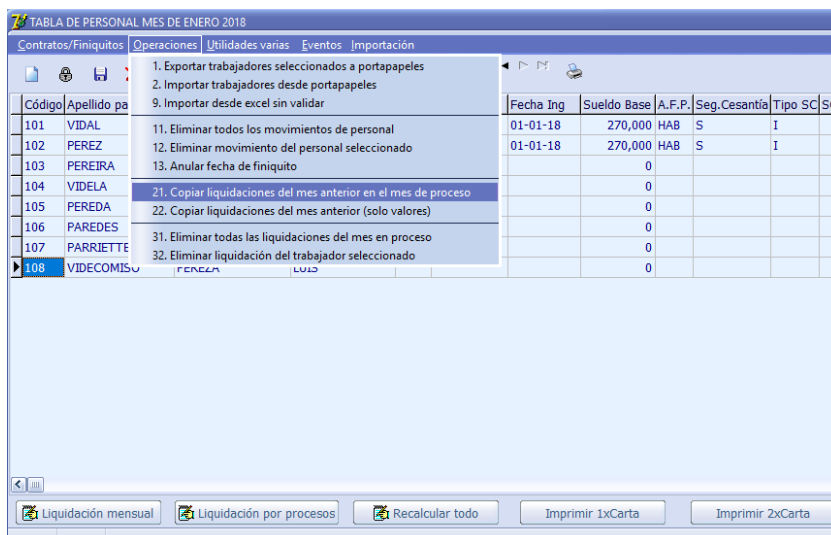 TABLA DE PERSONAL MES DE ENERO 2018
Contratos/Finiquitos Operaciones Utilidades varias Eventos Importación
1. Exportar trabajadores seleccionados a portapapeles
2. Importar trabajadores desde portapapeles
9. Importar desde excel sin validar
11. Eliminar todos los movimientos de personal
12. Eliminar movimiento del personal seleccionado
13. Anular fecha de finiquito
21. Copiar liquidaciones del mes anterior en el mes de proceso
22. Copiar liquidaciones del mes anterior (solo valores)
31. Eliminar todas las liquidaciones del mes en proceso
32. Eliminar liquidación del trabajador seleccionado
Código Apellido pa Fecha Ing Sueldo Base A.F.P. Seg.Cesantía Tipo SC
101 VIDAL 01-01-18 270,000 HAB S I
102 PEREZ 01-01-18 270,000 HAB S I
103 PEREIRA 0
104 VIDELA 0
105 PEREDA 0
106 PAREDES 0
107 PARRIETTE 0
108 VIDECOMISO PEREZA LUIS 0
Liquidación mensual Liquidación por procesos Recalcular todo Imprimir 1xCarta Imprimir 2xCarta